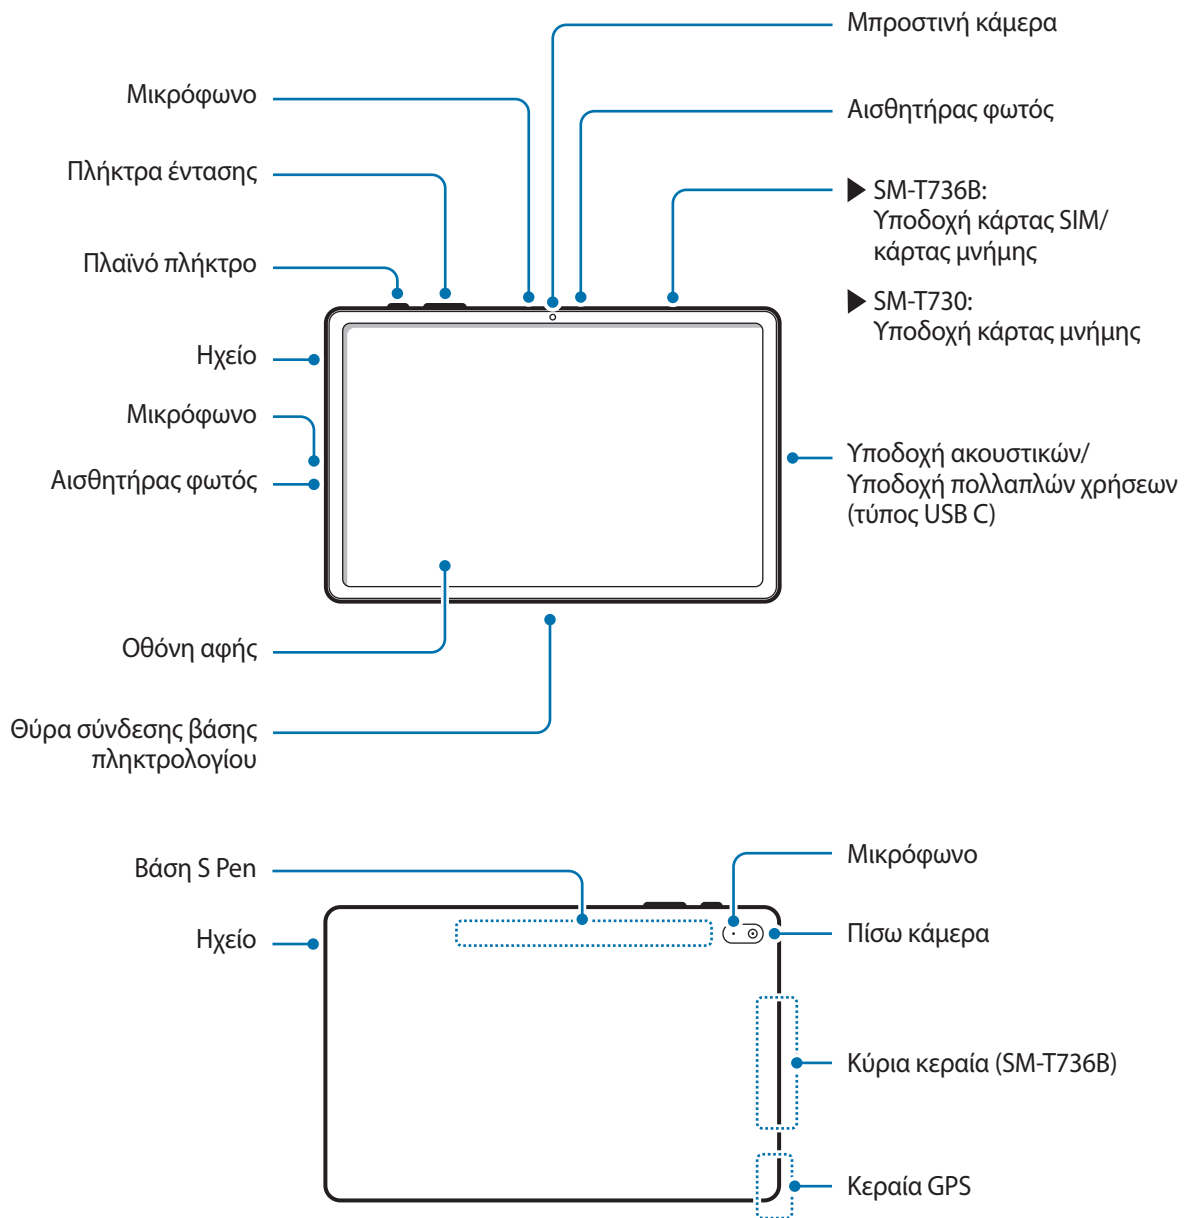 Μπροστινή κάμερα
Μικρόφωνο
Αισθητήρας φωτός
Πλήκτρα έντασης
▶ SM-T736B:
Υποδοχή κάρτας SIM/
κάρτας μνήμης
Πλαϊνό πλήκτρο
▶ SM-T730:
Υποδοχή κάρτας μνήμης
Ηχείο
Μικρόφωνο
Αισθητήρας φωτός
Υποδοχή ακουστικών/
Υποδοχή πολλαπλών χρήσεων
(τύπος USB C)
Οθόνη αφής
Θύρα σύνδεσης βάσης
πληκτρολογίου
Βάση S Pen
Μικρόφωνο
Ηχείο
Πίσω κάμερα
Κύρια κεραία (SM-T736B)
Κεραία GPS